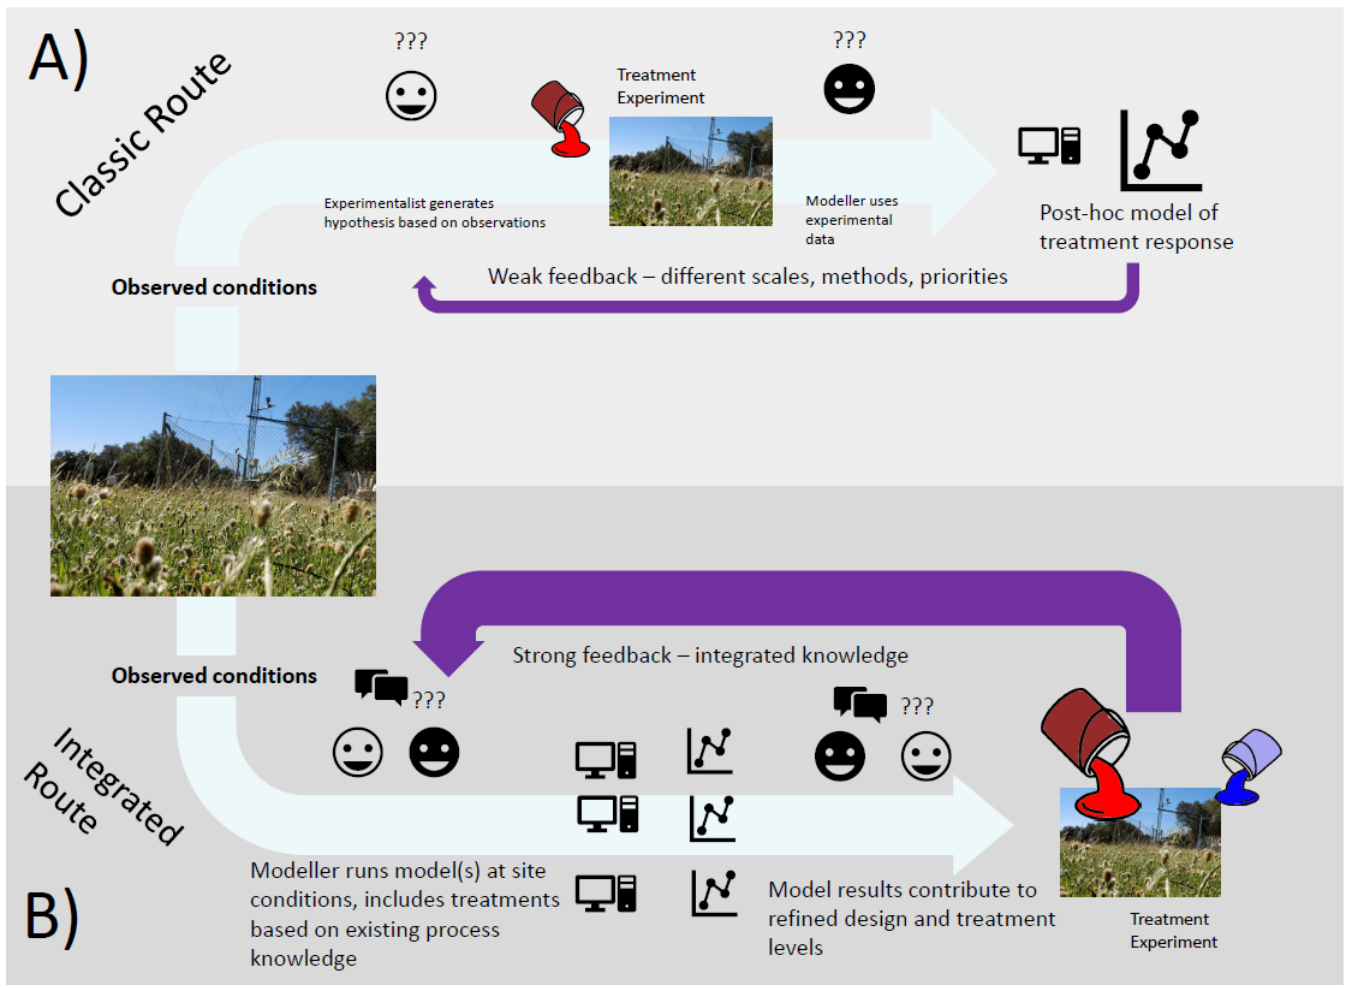 A)
Classic Route
???
Treatment
Experiment
???
Experimentalist generates
hypothesis based on observations
Modeller uses
experimental
data
Post-hoc model of
treatment response
Weak feedback – different scales, methods, priorities
Observed conditions
Observed conditions
Strong feedback – integrated knowledge
???
???
Integrated
Route
B)
Modeller runs model(s) at site
conditions, includes treatments
based on existing process
knowledge
Model results contribute to
refined design and treatment
levels
Treatment
Experiment